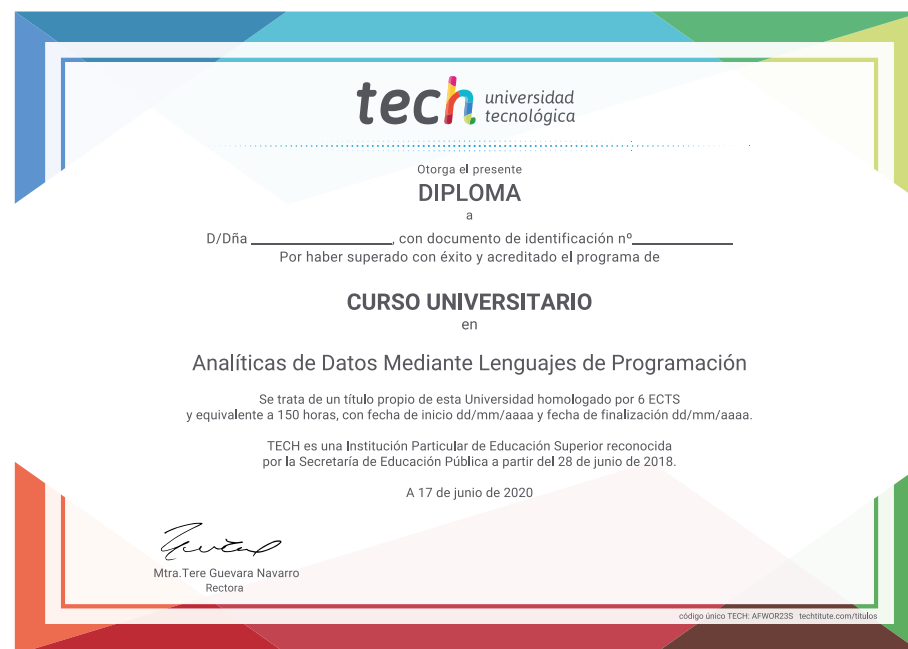 tech universidad
tecnológica
Otorga el presente
DIPLOMA
a
D/Dña ____________________, con documento de identificación nº______________
Por haber superado con éxito y acreditado el programa de
CURSO UNIVERSITARIO
en
Analíticas de Datos Mediante Lenguajes de Programación
Se trata de un título propio de esta Universidad homologado por 6 ECTS
y equivalente a 150 horas, con fecha de inicio dd/mm/aaaa y fecha de finalización dd/mm/aaaa.
TECH es una Institución Particular de Educación Superior reconocida
por la Secretaría de Educación Pública a partir del 28 de junio de 2018.
A 17 de junio de 2020
Mtra.Tere Guevara Navarro
Rectora
código único TECH: AFWOR23S techtitute.com/titulos